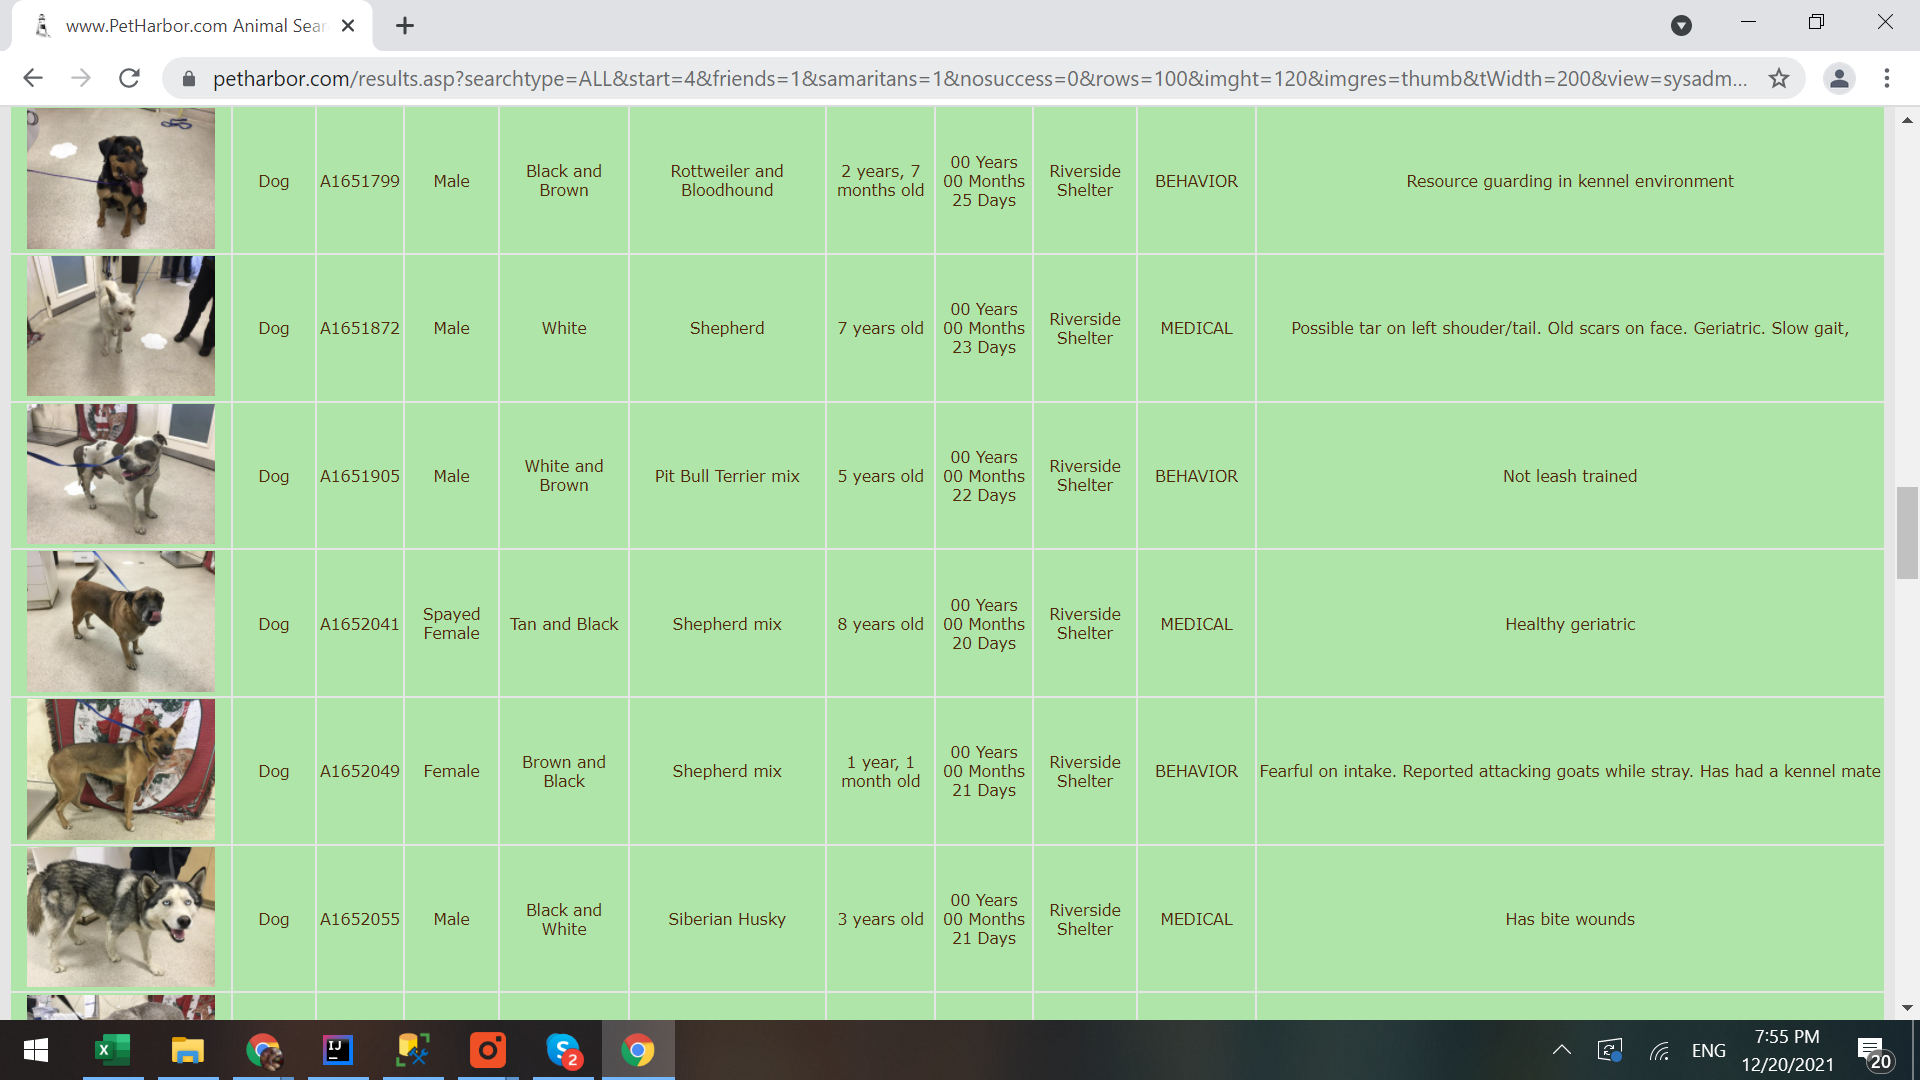 www.PetHarbor.com Animal Sear
petharbor.com/results.asp?searchtype=ALL&start=4&friends=1&samaritans=1&nosuccess=0&rows=100&imght=120&imgres=thumb&tWidth=200&view=sysadm...
Dog
A1651799
Male
Black and
Brown
Rottweiler and
Bloodhound
2 years, 7
months old
00 Years
00 Months
25 Days
Riverside
Shelter
BEHAVIOR
Resource guarding in kennel environment
Dog
A1651872
Male
White
Shepherd
7 years old
00 Years
00 Months
23 Days
Riverside
Shelter
MEDICAL
Possible tar on left shouder/tail. Old scars on face. Geriatric. Slow gait,
Dog
A1651905
Male
White and
Brown
Pit Bull Terrier mix
5 years old
00 Years
00 Months
22 Days
Riverside
Shelter
BEHAVIOR
Not leash trained
Dog
A1652041
Spayed
Female
Tan and Black
Shepherd mix
8 years old
00 Years
00 Months
20 Days
Riverside
Shelter
MEDICAL
Healthy geriatric
Dog
A1652049
Female
Brown and
Black
Shepherd mix
1 year, 1
month old
00 Years
00 Months
21 Days
Riverside
Shelter
BEHAVIOR
Fearful on intake. Reported attacking goats while stray. Has had a kennel mate
Dog
A1652055
Male
Black and
White
Siberian Husky
3 years old
00 Years
00 Months
21 Days
Riverside
Shelter
MEDICAL
Has bite wounds
X
IJ
S
2
ENG
7:55 PM
12/20/2021
20